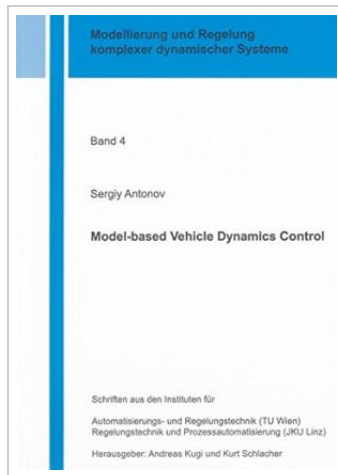 Modellierung und Regelung
komplexer dynamischer Systeme
Band 4
Sergiy Antonov
Model-based Vehicle Dynamics Control
Schriften aus den Instituten für
Automatisierungs- und Regelungstechnik (TU Wien)
Regelungstechnik und Prozessautomatisierung (JKU Linz)
Herausgeber: Andreas Kugi und Kurt Schlacher